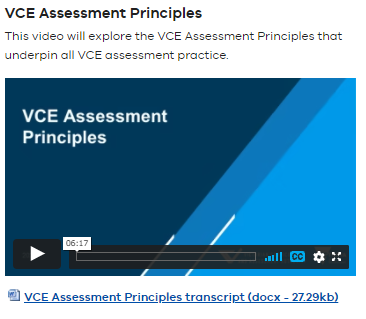 VCE Assessment Principles
This video will explore the VCE Assessment Principles that
underpin all VCE assessment practice.
VCE Assessment
Principles
06:17
CC
VCE Assessment Principles transcript (docx - 27.29kb)